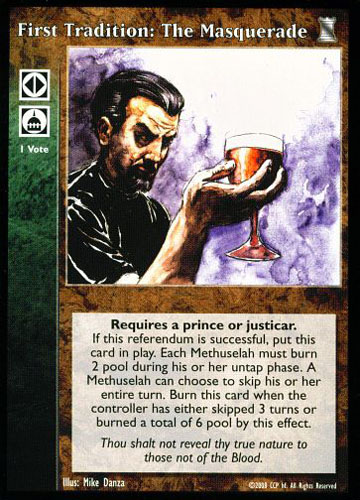 First Tradition: The Masquerade
1 Vote
Requires a prince or justicar.
If this referendum is successful, put this
card in play. Each Methuselah must burn
2 pool during his or her untap phase. A
Methuselah can choose to skip his or her
entire turn. Burn this card when the
controller has either skipped 3 turns or
burned a total of 6 pool by this effect.
Thou shalt not reveal thy true nature to
those not of the Blood.
Illus: Mike Danza
©2008 CCP hf. All Rights Reserved